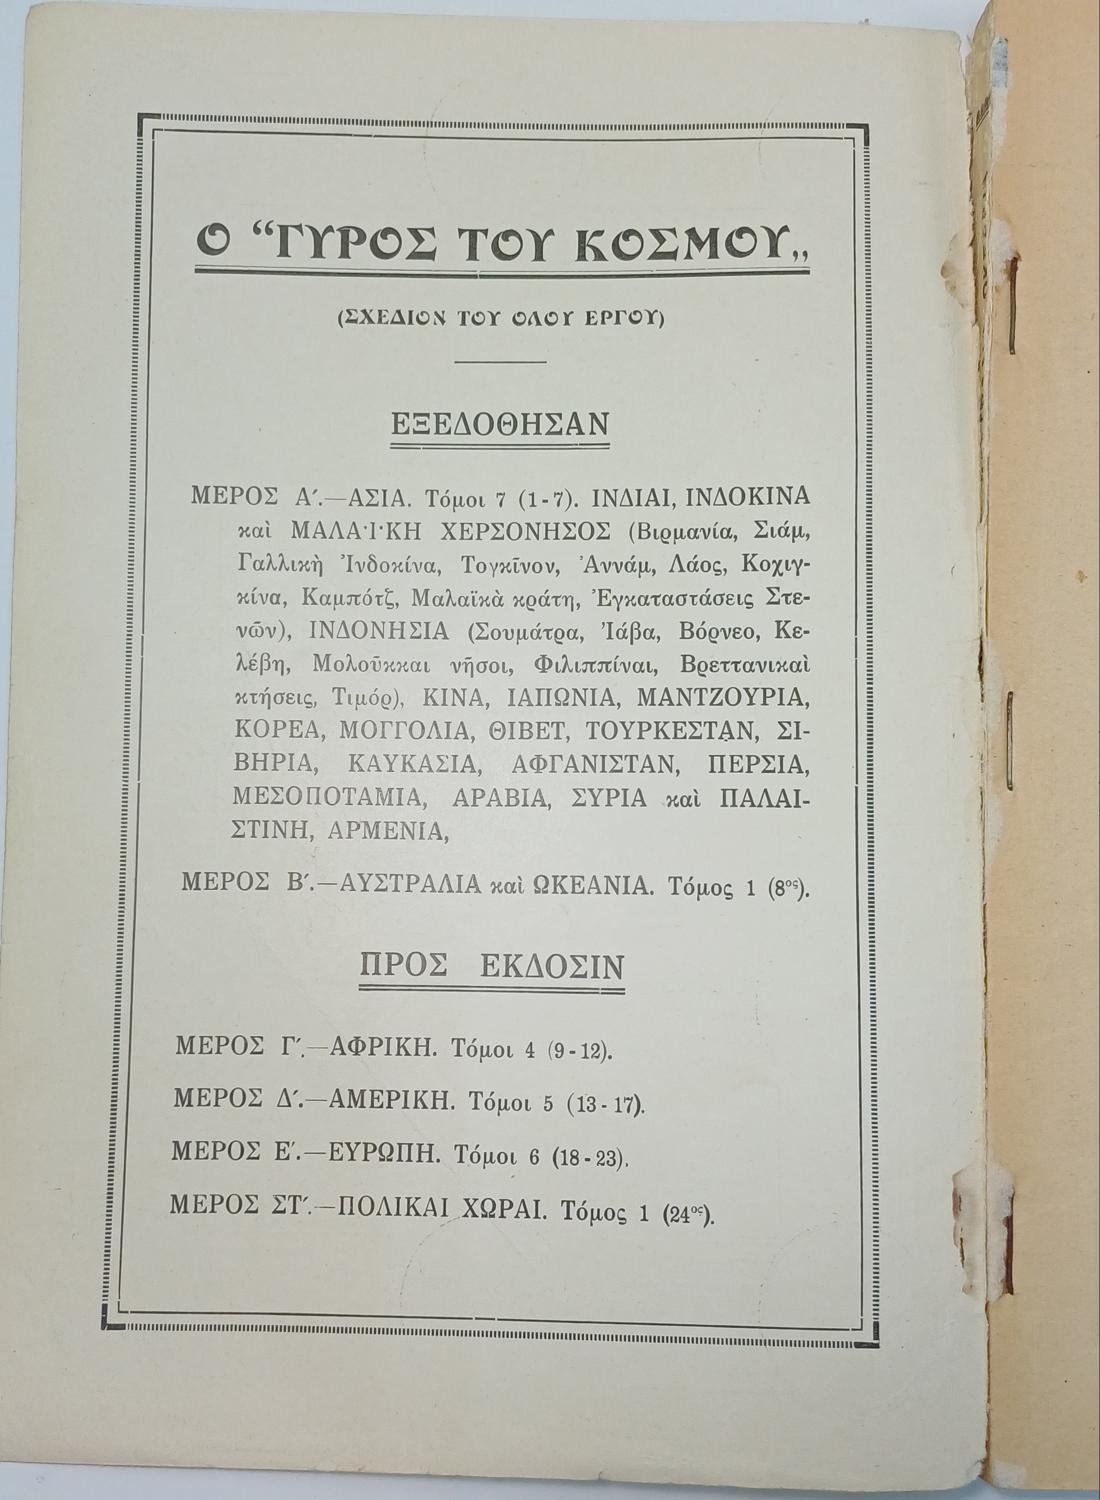 Ο “ΓΥΡΟΣ ΤΟΥ ΚΟΣΜΟΥ„
(ΣΧΕΔΙΟΝ ΤΟΥ ΟΛΟΥ ΕΡΓΟΥ)
ΕΞΕΔΟΘΗΣΑΝ
ΜΕΡΟΣ Α΄.—ΑΣΙΑ. Τόμοι 7 (1-7). ΙΝΔΙΑΙ, ΙΝΔΟΚΙΝΑ
καὶ ΜΑΛΑ·Ι·ΚΗ ΧΕΡΣΟΝΗΣΟΣ (Βιρμανία, Σιάμ,
Γαλλικὴ Ἰνδοκίνα, Τογκῖνον, Ἀννάμ, Λάος, Κοχιγ-
κίνα, Καμπότζ, Μαλαϊκὰ κράτη, Ἐγκαταστάσεις Στε-
νῶν), ΙΝΔΟΝΗΣΙΑ (Σουμάτρα, Ἰάβα, Βόρνεο, Κε-
λέβη, Μολοῦκκαι νῆσοι, Φιλιππίναι, Βρεττανικαὶ
κτήσεις, Τιμόρ), ΚΙΝΑ, ΙΑΠΩΝΙΑ, ΜΑΝΤΖΟΥΡΙΑ,
ΚΟΡΕΑ, ΜΟΓΓΟΛΙΑ, ΘΙΒΕΤ, ΤΟΥΡΚΕΣΤΑΝ, ΣΙ-
ΒΗΡΙΑ, ΚΑΥΚΑΣΙΑ, ΑΦΓΑΝΙΣΤΑΝ, ΠΕΡΣΙΑ,
ΜΕΣΟΠΟΤΑΜΙΑ, ΑΡΑΒΙΑ, ΣΥΡΙΑ καὶ ΠΑΛΑΙ-
ΣΤΙΝΗ, ΑΡΜΕΝΙΑ,
ΜΕΡΟΣ Β΄.—ΑΥΣΤΡΑΛΙΑ καὶ ΩΚΕΑΝΙΑ. Τόμος 1 (8ος).
ΠΡΟΣ ΕΚΔΟΣΙΝ
ΜΕΡΟΣ Γ΄.—ΑΦΡΙΚΗ. Τόμοι 4 (9-12).
ΜΕΡΟΣ Δ΄.—ΑΜΕΡΙΚΗ. Τόμοι 5 (13-17).
ΜΕΡΟΣ Ε΄.—ΕΥΡΩΠΗ. Τόμοι 6 (18-23).
ΜΕΡΟΣ ΣΤ΄.—ΠΟΛΙΚΑΙ ΧΩΡΑΙ. Τόμος 1 (24ος).